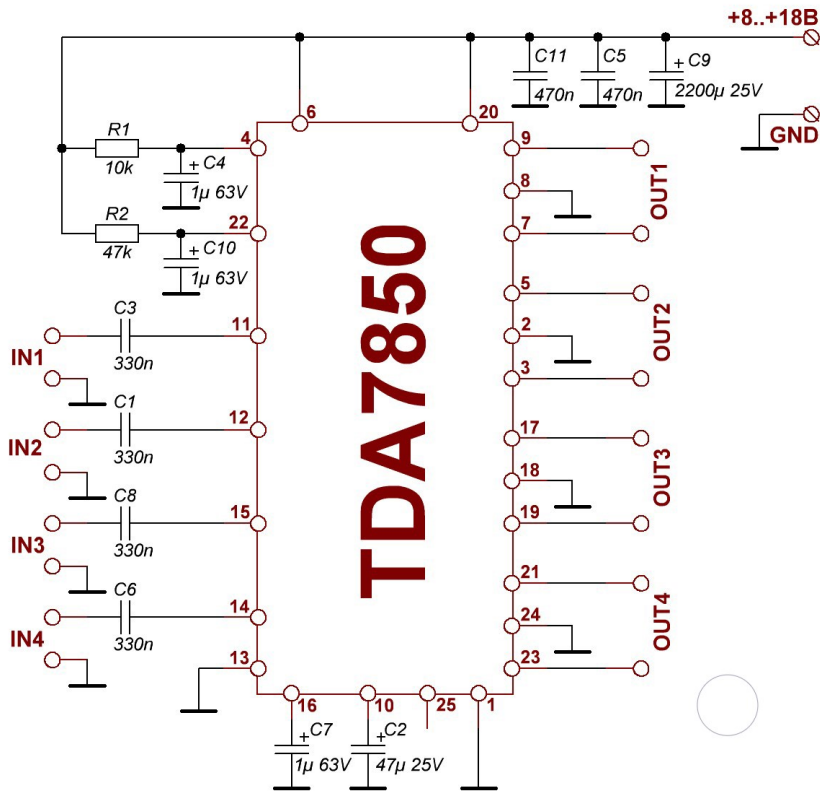 +8..+18В
C11
C5
+ C9
470n
470n
2200µ 25V
GND
6
20
R1
4
10k
+ C4
1µ 63V
R2
22
47k
+ C10
1µ 63V
9
8
7
OUT1
5
2
3
OUT2
17
18
19
OUT3
21
24
23
OUT4
TDA7850
C3
11
IN1
330n
C1
12
IN2
330n
C8
15
IN3
330n
C6
14
IN4
330n
13
16
10
25
1
+C7
1µ 63V
+C2
47µ 25V